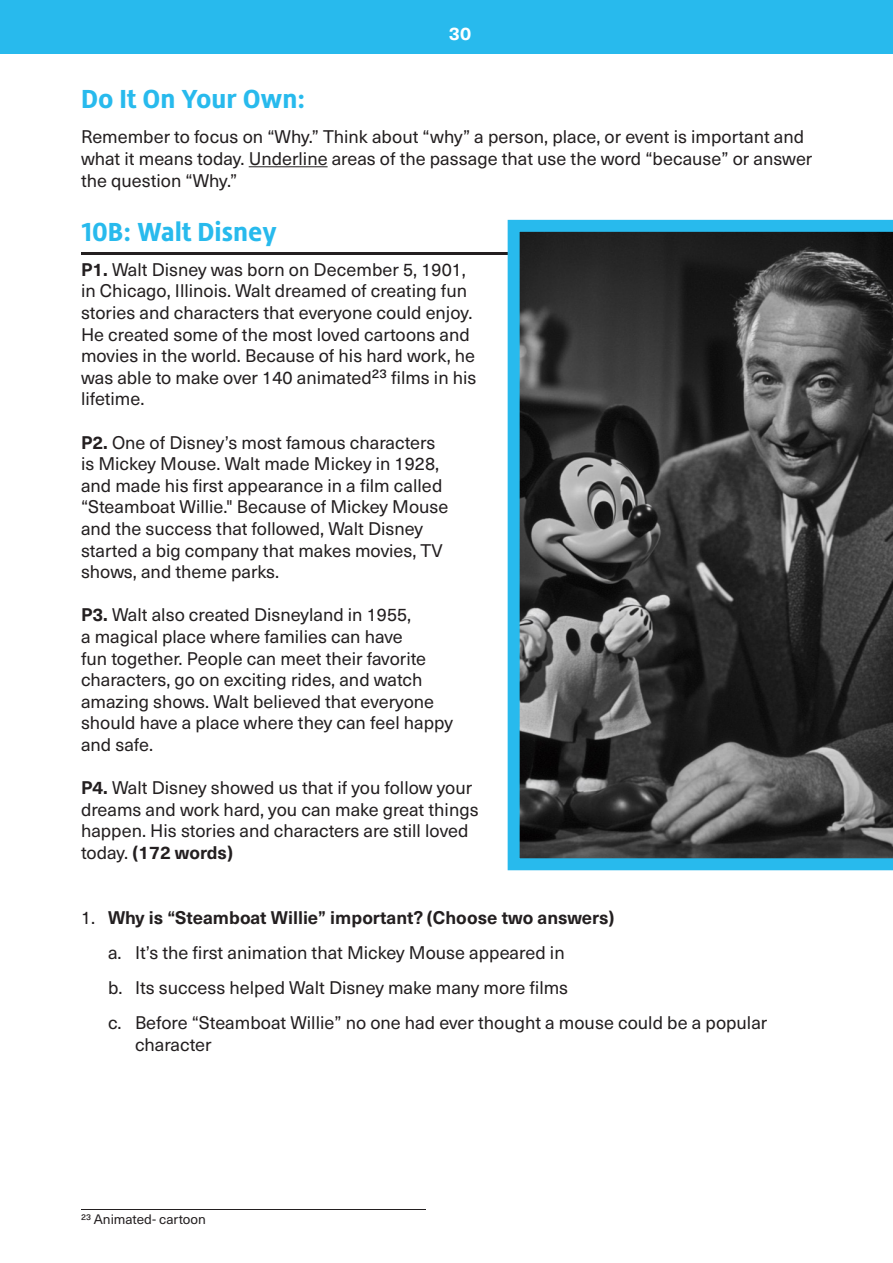 30
Do It On Your Own:
Remember to focus on “Why.” Think about “why” a person, place, or event is important and
what it means today. Underline areas of the passage that use the word “because” or answer
the question “Why.”
10B: Walt Disney
P1. Walt Disney was born on December 5, 1901,
in Chicago, Illinois. Walt dreamed of creating fun
stories and characters that everyone could enjoy.
He created some of the most loved cartoons and
movies in the world. Because of his hard work, he
was able to make over 140 animated²³ films in his
lifetime.
P2. One of Disney’s most famous characters
is Mickey Mouse. Walt made Mickey in 1928,
and made his first appearance in a film called
“Steamboat Willie." Because of Mickey Mouse
and the success that followed, Walt Disney
started a big company that makes movies, TV
shows, and theme parks.
P3. Walt also created Disneyland in 1955,
a magical place where families can have
fun together. People can meet their favorite
characters, go on exciting rides, and watch
amazing shows. Walt believed that everyone
should have a place where they can feel happy
and safe.
P4. Walt Disney showed us that if you follow your
dreams and work hard, you can make great things
happen. His stories and characters are still loved
today. (172 words)
1. Why is “Steamboat Willie” important? (Choose two answers)
a. It’s the first animation that Mickey Mouse appeared in
b. Its success helped Walt Disney make many more films
c. Before “Steamboat Willie” no one had ever thought a mouse could be a popular
character
²³ Animated- cartoon